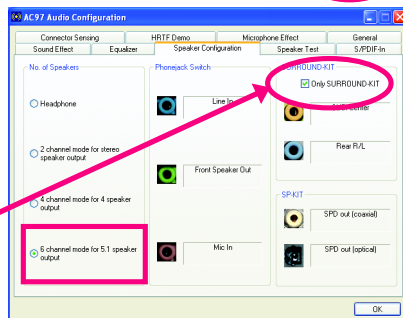 AC97 Audio Configuration
Connector Sensing
HRTF Demo
Microphone Effect
General
Sound Effect
Equalizer
Speaker Configuration
Speaker Test
S/PDIF-In
No. of Speakers
Headphone
2 channel mode for stereo
speaker output
4 channel mode for 4 speaker
output
6 channel mode for 5.1 speaker
output
Phonejack Switch
Line In
Front Speaker Out
Mic In
SURROUND-KIT
Only SURROUND-KIT
Center
Rear R/L
SP-KIT
SPD out (coaxial)
SPD out (optical)
OK